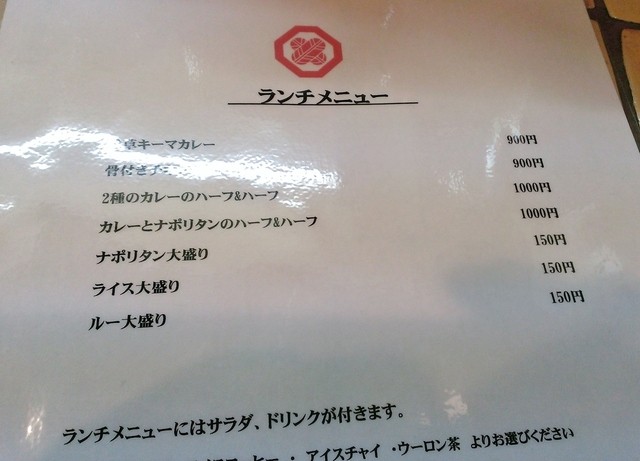 ランチメニュー
卓キーマカレー 900円
骨付き 900円
2種のカレーのハーフ&ハーフ 1000円
カレーとナポリタンのハーフ&ハーフ 1000円
ナポリタン大盛り 150円
ライス大盛り 150円
ルー大盛り 150円
ランチメニューにはサラダ、ドリンクが付きます。
・アイスチャイ ・ウーロン茶 よりお選びください